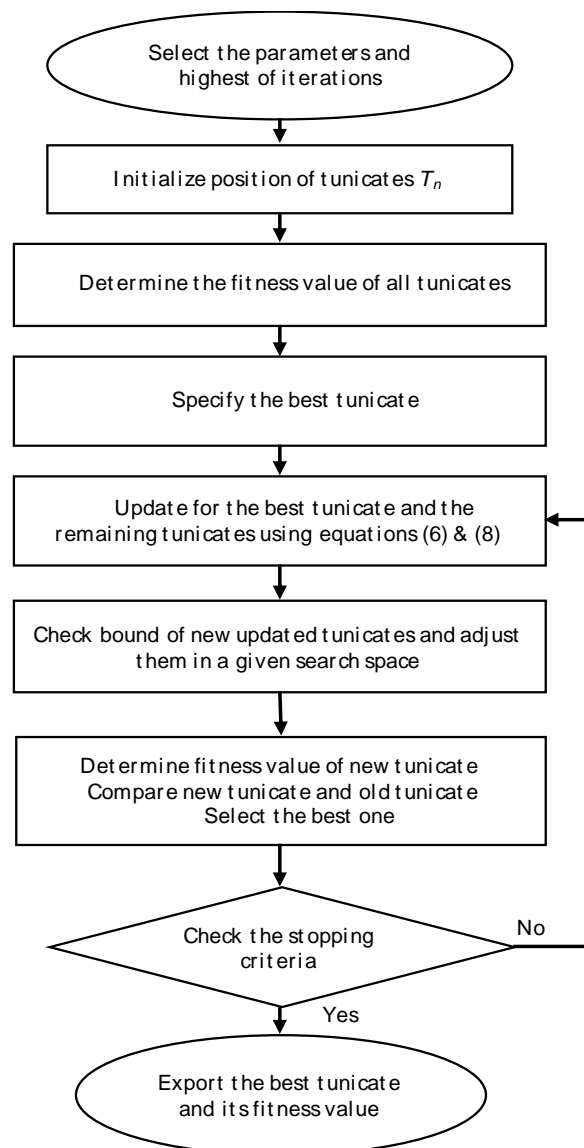 Select the parameters and
highest of iterations
Initialize position of tunicates Tn
Determine the fitness value of all tunicates
Specify the best tunicate
Update for the best tunicate and the
remaining tunicates using equations (6) & (8)
Check bound of new updated tunicates and adjust
them in a given search space
Determine fitness value of new tunicate
Compare new tunicate and old tunicate
Select the best one
Check the stopping
criteria
No
Yes
Export the best tunicate
and its fitness value